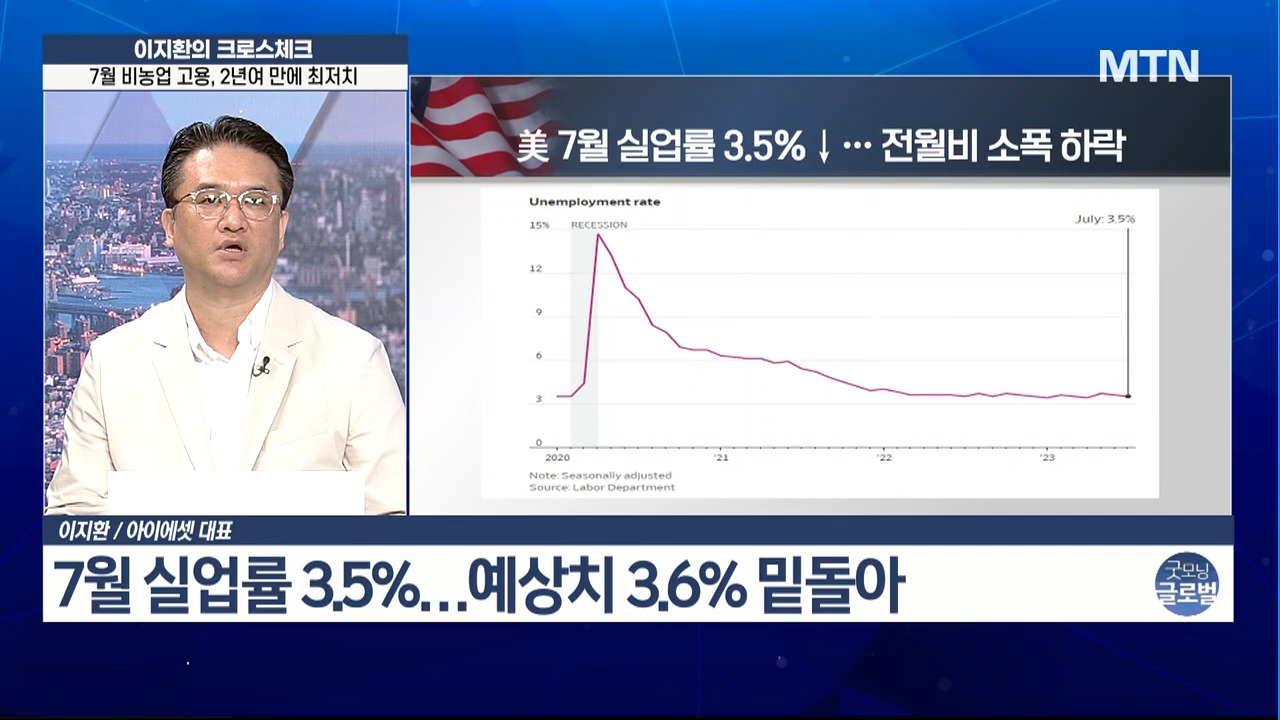 이지환의 크로스체크
7월 비농업 고용, 2년여 만에 최저치
MTN
美 7월 실업률 3.5%↓… 전월비 소폭 하락
Unemployment rate
July: 3.5%
15%
RECESSION
12
9
6
3
0
2020
'21
'22
'23
Note: Seasonally adjusted
Source: Labor Department
이지환 / 아이에셋 대표
7월 실업률 3.5%...예상치 3.6% 밑돌아
굿모닝
글로벌